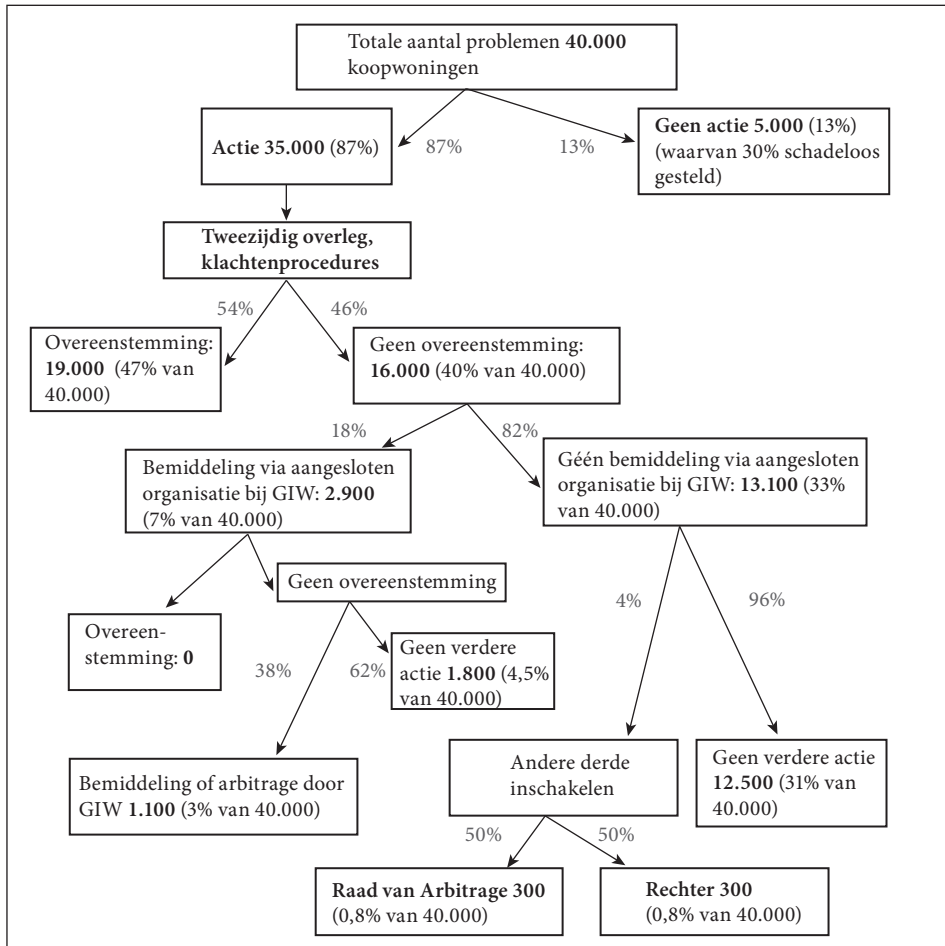 Totale aantal problemen 40.000
koopwoningen
Actie 35.000 (87%)
87%
13%
Geen actie 5.000 (13%)
(waarvan 30% schadeloos
gesteld)
Tweezijdig overleg,
klachtenprocedures
54%
46%
Overeenstemming:
19.000 (47% van
40.000)
Geen overeenstemming:
16.000 (40% van 40.000)
18%
82%
Bemiddeling via aangesloten
organisatie bij GIW: 2.900
(7% van 40.000)
Géén bemiddeling via aangesloten
organisatie bij GIW: 13.100 (33%
van 40.000)
Geen overeenstemming
4%
96%
Overeen-
stemming: 0
38%
62%
Geen verdere
actie 1.800 (4,5%
van 40.000)
Bemiddeling of arbitrage door
GIW 1.100 (3% van 40.000)
Andere derde
inschakelen
Geen verdere actie
12.500 (31% van
40.000)
50%
50%
Raad van Arbitrage 300
(0,8% van 40.000)
Rechter 300
(0,8% van 40.000)